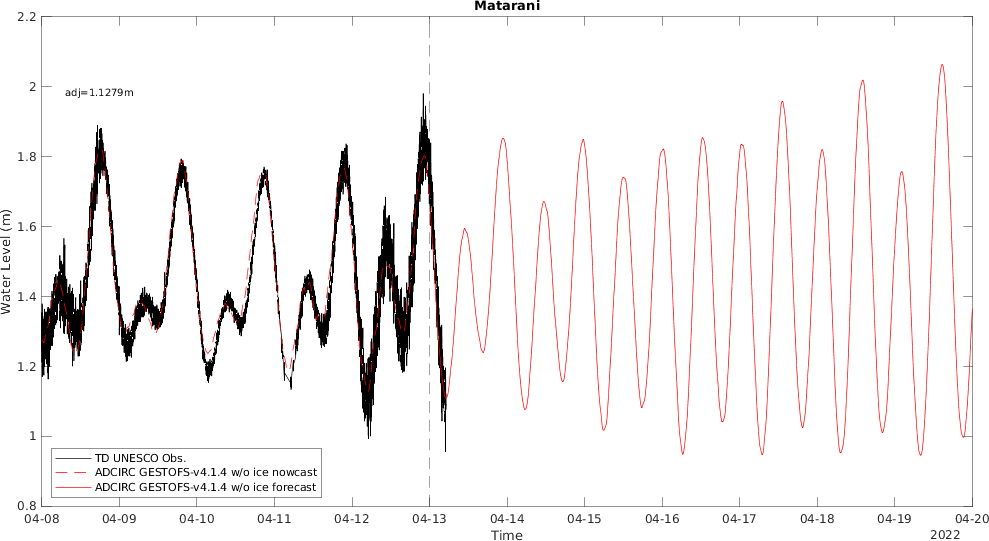 Matarani
2.2
2
1.8
1.6
1.4
1.2
1
0.8
Water Level (m)
adj=1.1279m
TD UNESCO Obs.
ADCIRC GESTOFS-v4.1.4 w/o ice nowcast
ADCIRC GESTOFS-v4.1.4 w/o ice forecast
04-08 04-09 04-10 04-11 04-12 04-13 04-14 04-15 04-16 04-17 04-18 04-19 04-20
Time
2022